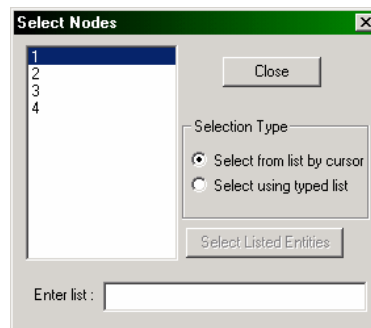 Select Nodes
1
2
3
4
Close
Selection Type
Select from list by cursor
Select using typed list
Select Listed Entities
Enter list :